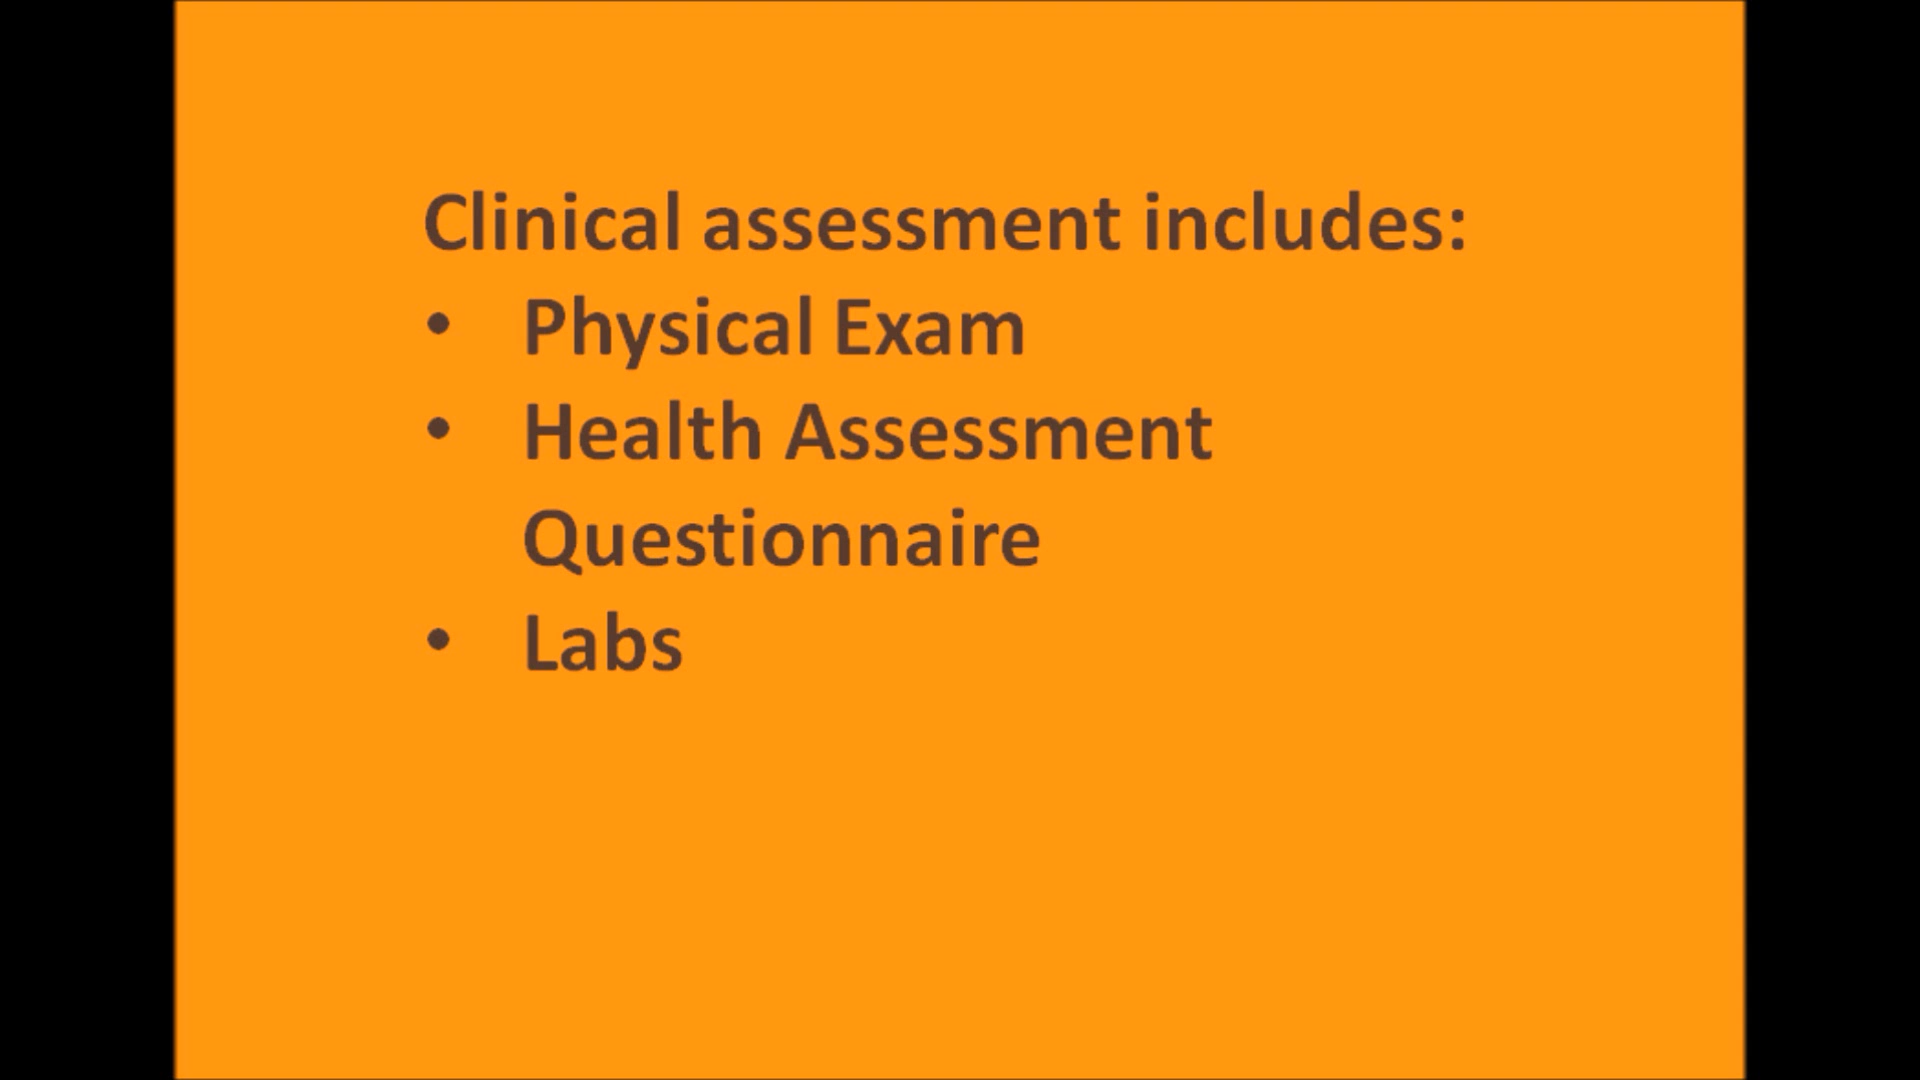 Clinical assessment includes:
• Physical Exam
• Health Assessment
Questionnaire
• Labs